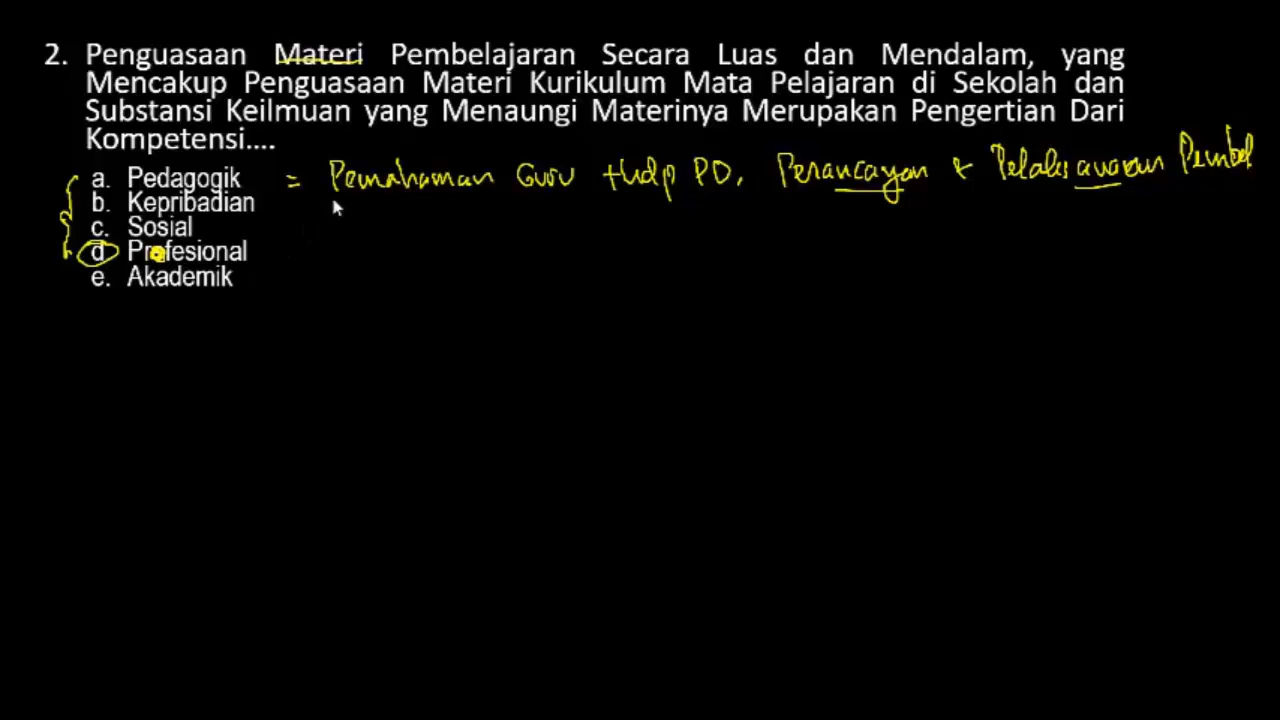 2. Penguasaan Materi Pembelajaran Secara Luas dan Mendalam, yang
Mencakup Penguasaan Materi Kurikulum Mata Pelajaran di Sekolah dan
Substansi Keilmuan yang Menaungi Materinya Merupakan Pengertian Dari
Kompetensi....
a. Pedagogik = Pemahaman Guru thdp PD, Perancangan & Pelaksanaan Pembel
b. Kepribadian
c. Sosial
d. Profesional
e. Akademik